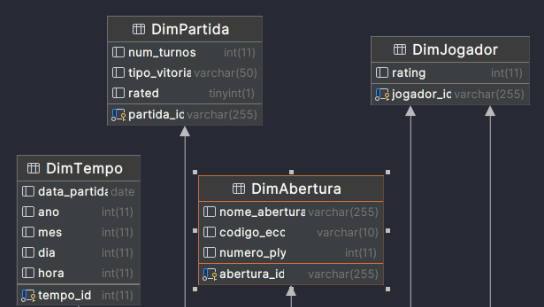 DimPartida
num_turnos int(11)
tipo_vitoria varchar(50)
rated tinyint(1)
partida_id varchar(255)
DimJogador
rating int(11)
jogador_id varchar(255)
DimTempo
data_partida date
ano int(11)
mes int(11)
dia int(11)
hora int(11)
tempo_id int(11)
DimAbertura
nome_abertura varchar(255)
codigo_eco varchar(10)
numero_ply int(11)
abertura_id varchar(255)